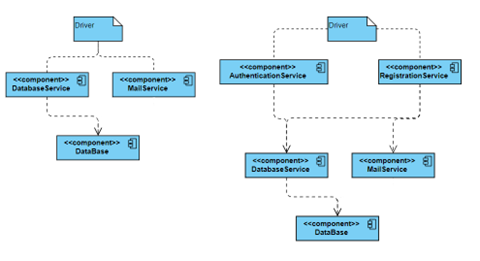 Driver
<<component>>
DatabaseService
<<component>>
MailService
<<component>>
DataBase
Driver
<<component>>
AuthenticationService
<<component>>
RegistrationService
<<component>>
DatabaseService
<<component>>
MailService
<<component>>
DataBase